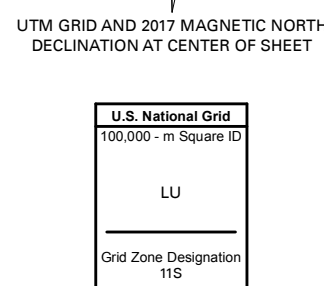 UTM GRID AND 2017 MAGNETIC NORTH
DECLINATION AT CENTER OF SHEET
U.S. National Grid
100,000 - m Square ID
LU
Grid Zone Designation
11S